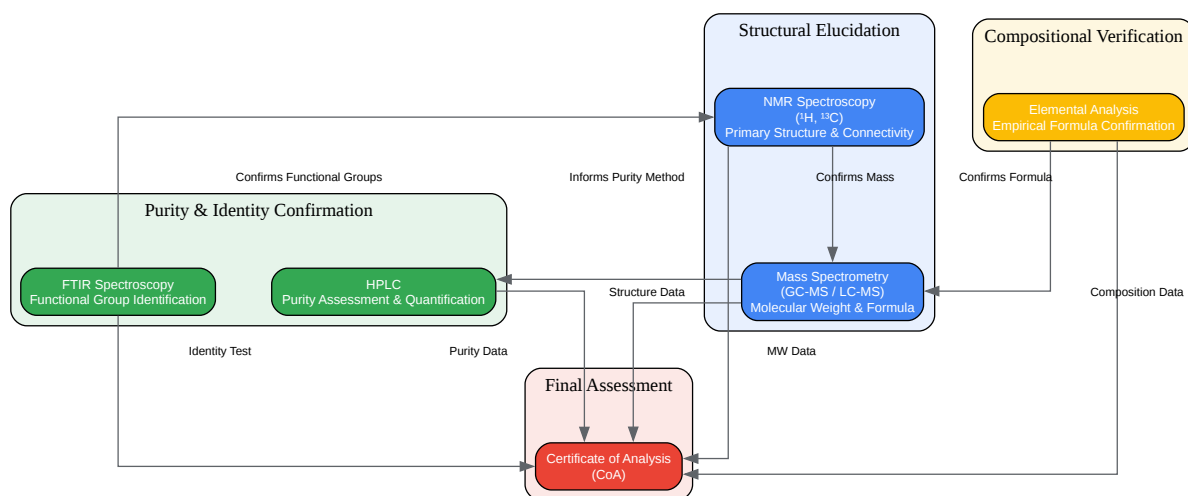 Structural Elucidation
Compositional Verification
NMR Spectroscopy
(¹H, ¹³C)
Primary Structure & Connectivity
Elemental Analysis
Empirical Formula Confirmation
Confirms Functional Groups
Informs Purity Method
Confirms Mass
Confirms Formula
Purity & Identity Confirmation
FTIR Spectroscopy
Functional Group Identification
HPLC
Purity Assessment & Quantification
Mass Spectrometry
(GC-MS / LC-MS)
Molecular Weight & Formula
Structure Data
Composition Data
Identity Test
Purity Data
MW Data
Final Assessment
Certificate of Analysis
(CoA)